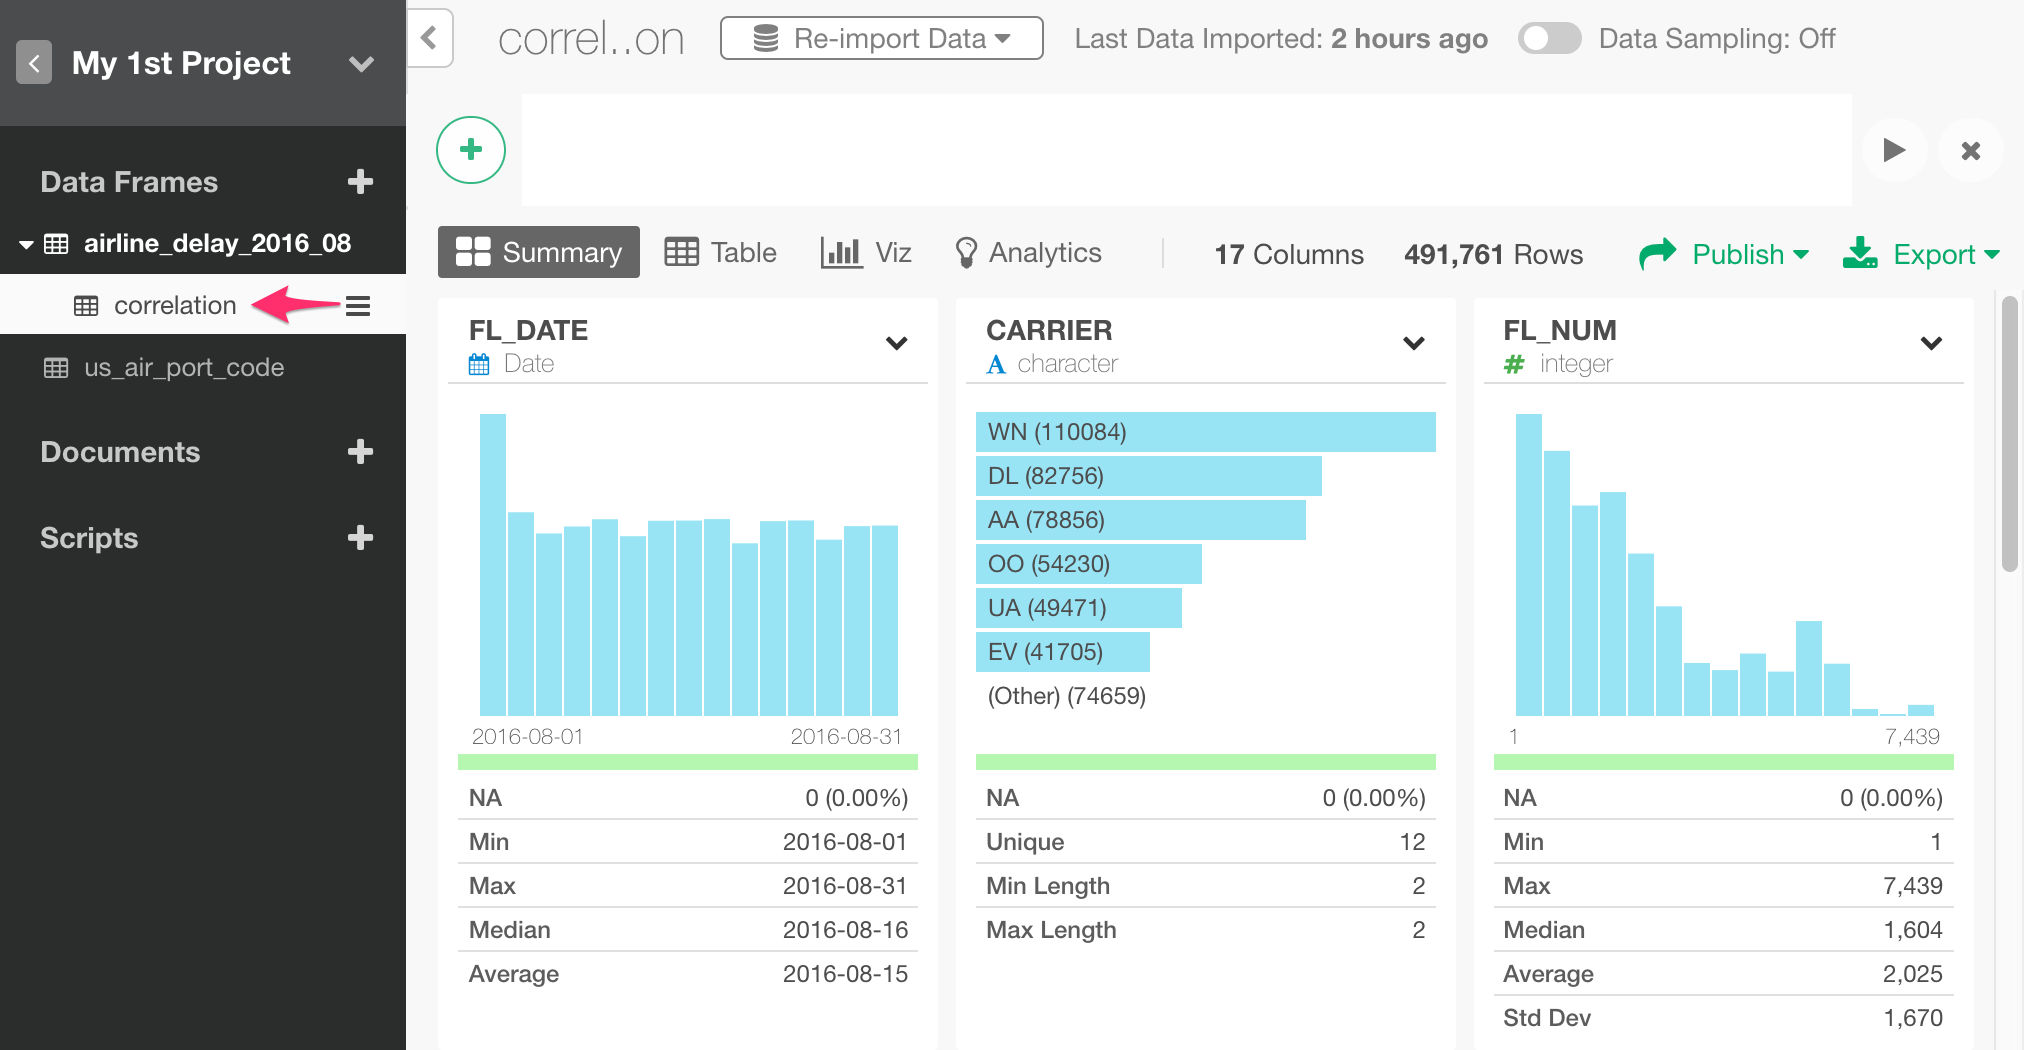 My 1st Project
correl..on
Re-import Data
Last Data Imported: 2 hours ago
Data Sampling: Off
Data Frames
airline_delay_2016_08
correlation
us_air_port_code
Documents
Scripts
Summary
Table
Viz
Analytics
17 Columns
491,761 Rows
Publish
Export
FL_DATE
Date
2016-08-01
2016-08-31
NA 0 (0.00%)
Min 2016-08-01
Max 2016-08-31
Median 2016-08-16
Average 2016-08-15
CARRIER
A character
WN (110084)
DL (82756)
AA (78856)
OO (54230)
UA (49471)
EV (41705)
(Other) (74659)
NA 0 (0.00%)
Unique 12
Min Length 2
Max Length 2
FL_NUM
# integer
1
7,439
NA 0 (0.00%)
Min 1
Max 7,439
Median 1,604
Average 2,025
Std Dev 1,670